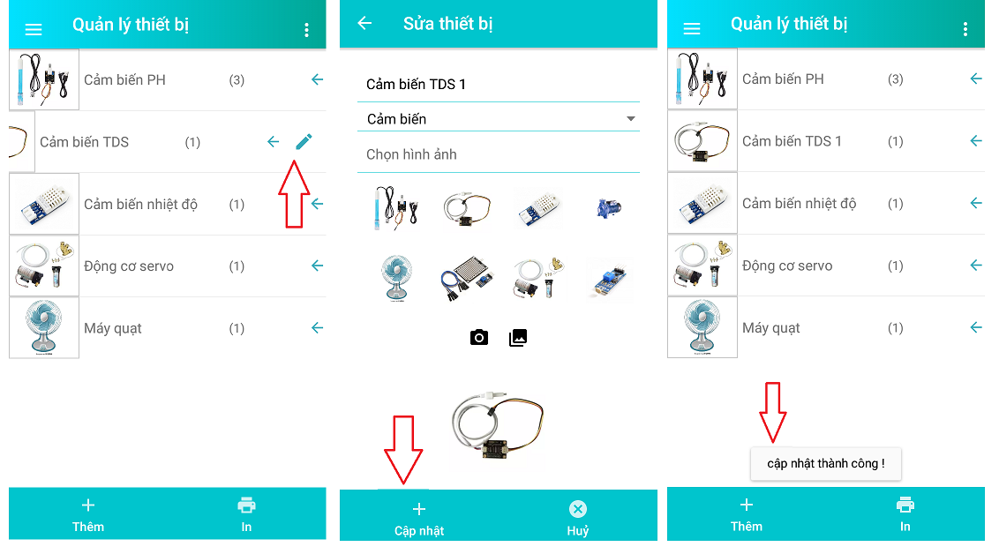 Quản lý thiết bị
Cảm biến PH (3)
Cảm biến TDS (1)
Cảm biến nhiệt độ (1)
Động cơ servo (1)
Máy quạt (1)
Thêm In
Sửa thiết bị
Cảm biến TDS 1
Cảm biến
Chọn hình ảnh
Cập nhật Huỷ
Quản lý thiết bị
Cảm biến PH (3)
Cảm biến TDS 1 (1)
Cảm biến nhiệt độ (1)
Động cơ servo (1)
Máy quạt (1)
cập nhật thành công !
Thêm In